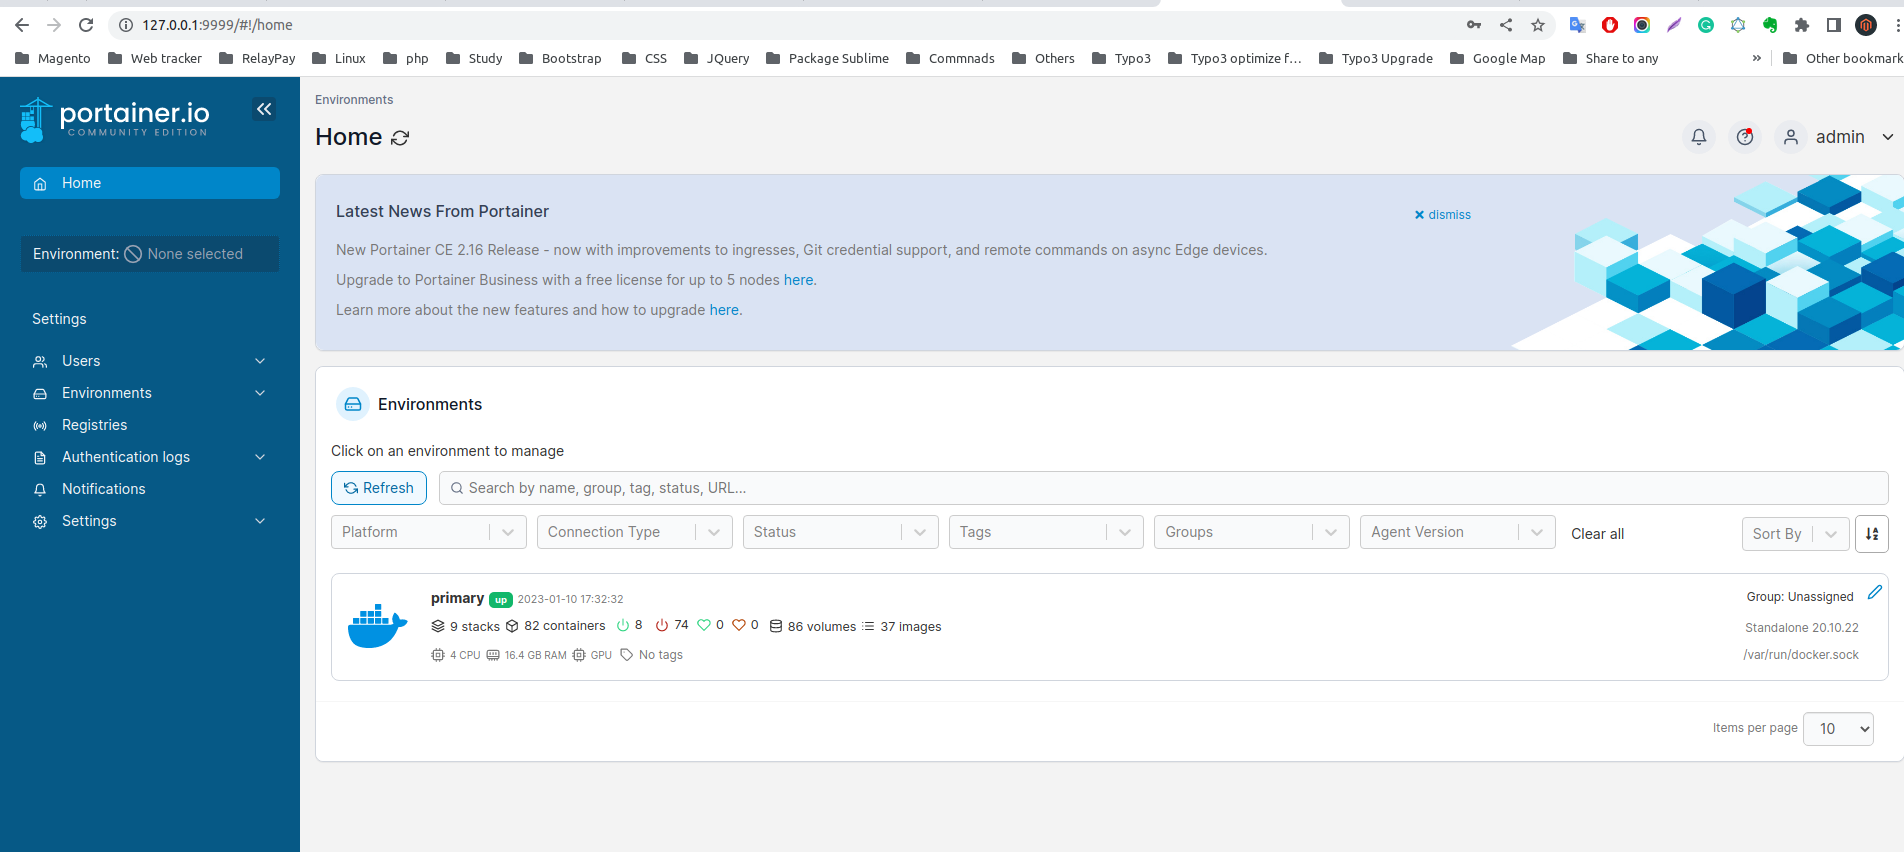 127.0.0.1:9999/#!/home
Magento Web tracker RelayPay Linux php Study Bootstrap CSS JQuery Package Sublime Commnads Others Typo3 Typo3 optimize f... Typo3 Upgrade Google Map Share to any » Other bookmark
portainer.io
COMMUNITY EDITION
Home
Environment: None selected
Settings
Users
Environments
Registries
Authentication logs
Notifications
Settings
Environments
Home
admin
Latest News From Portainer
dismiss
New Portainer CE 2.16 Release - now with improvements to ingresses, Git credential support, and remote commands on async Edge devices.
Upgrade to Portainer Business with a free license for up to 5 nodes here.
Learn more about the new features and how to upgrade here.
Environments
Click on an environment to manage
Refresh Search by name, group, tag, status, URL...
Platform Connection Type Status Tags Groups Agent Version Clear all Sort By
primary up 2023-01-10 17:32:32 Group: Unassigned
9 stacks 82 containers 8 74 0 0 86 volumes 37 images Standalone 20.10.22
4 CPU 16.4 GB RAM GPU No tags /var/run/docker.sock
Items per page 10